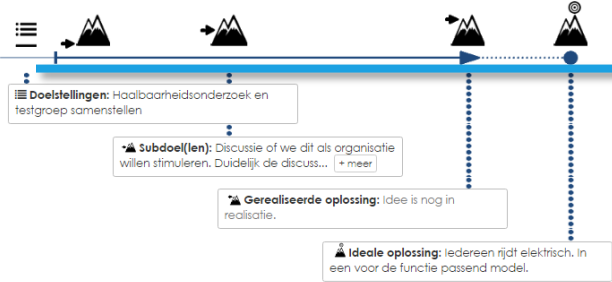 Doelstellingen: Haalbaarheidsonderzoek en
testgroep samenstellen
Subdoel(len): Discussie of we dit als organisatie
willen stimuleren. Duidelijk de discuss... + meer
Gerealiseerde oplossing: Idee is nog in
realisatie.
Ideale oplossing: Iedereen rijdt elektrisch. In
een voor de functie passend model.